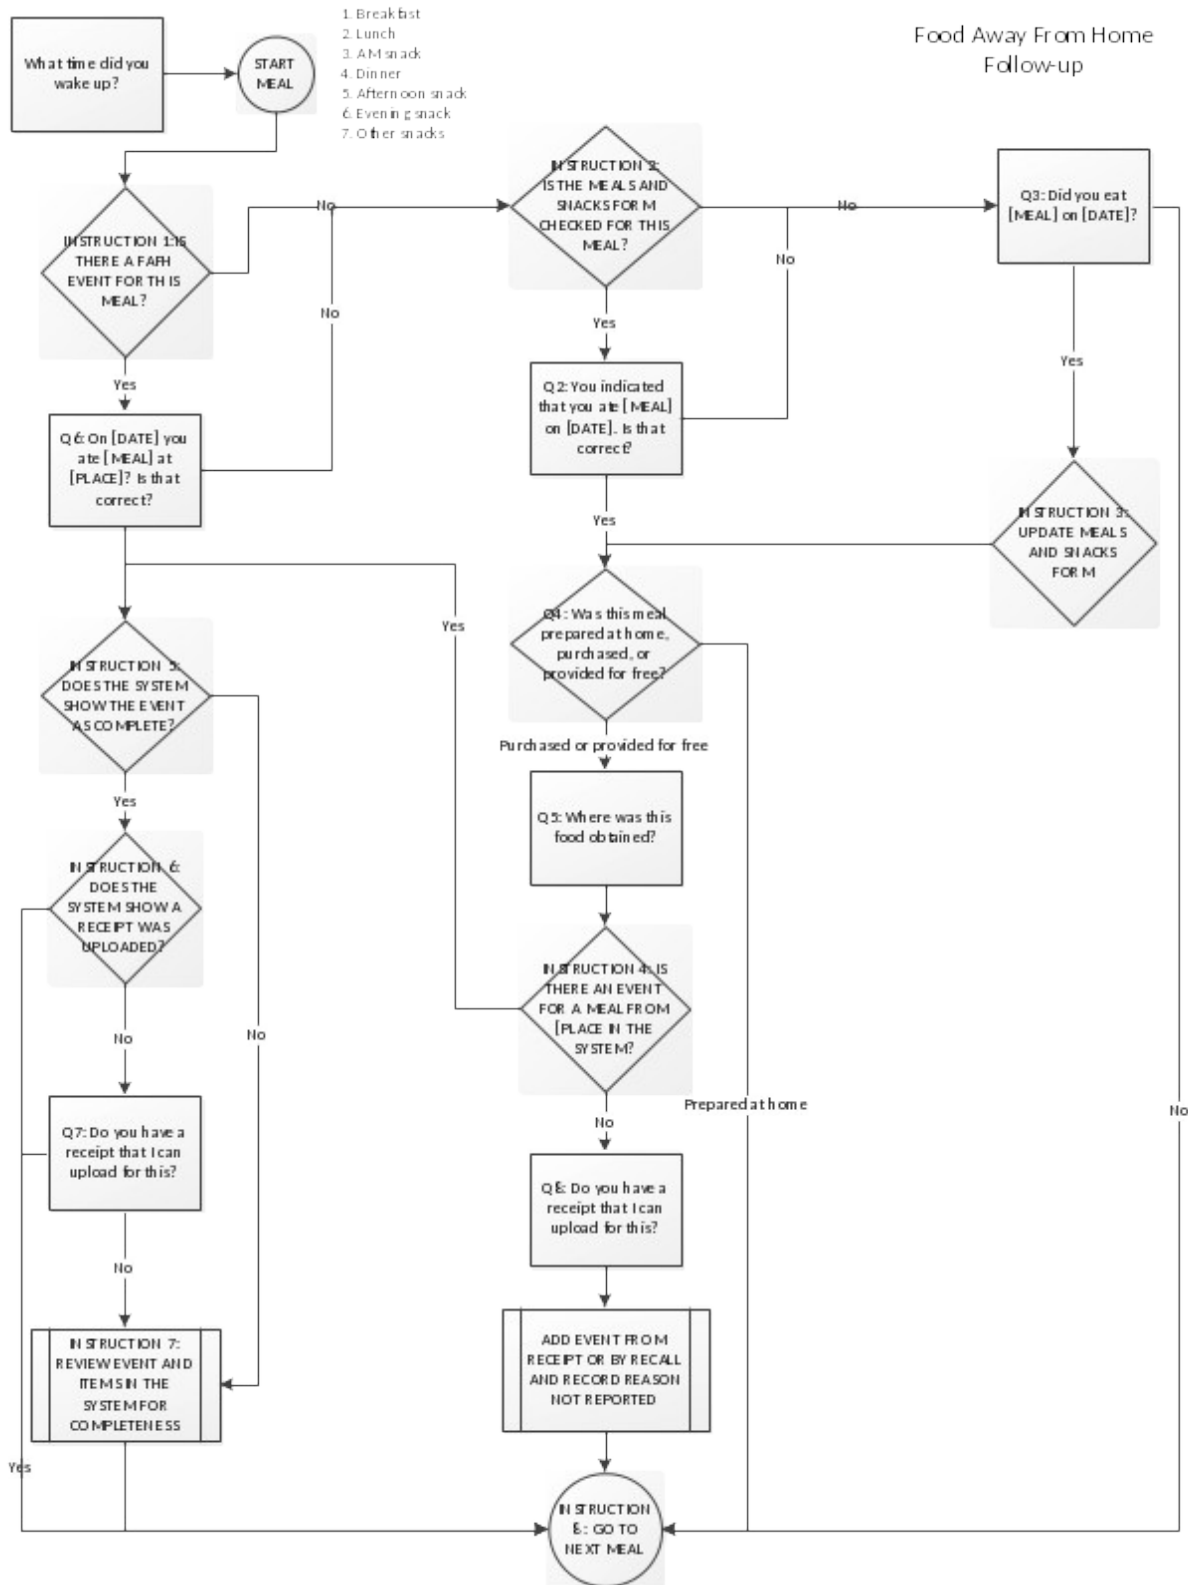 Food Away From Home
Follow-up
What time did you
wake up?
START
MEAL
1. Breakfast
2. Lunch
3. AM snack
4. Dinner
5. Afternoon snack
6. Evening snack
7. Other snacks
INSTRUCTION 1: IS
THERE A FAFH
EVENT FOR THIS
MEAL?
No
No
Yes
Q6: On [DATE] you
ate [MEAL] at
[PLACE]? Is that
correct?
INSTRUCTION 2:
IS THE MEALS AND
SNACKS FORM
CHECKED FOR THIS
MEAL?
No
No
Yes
Q2: You indicated
that you ate [MEAL]
on [DATE]. Is that
correct?
Yes
Q3: Did you eat
[MEAL] on [DATE]?
Yes
INSTRUCTION 3:
UPDATE MEALS
AND SNACKS
FORM
No
Q4: Was this meal
prepared at home,
purchased, or
provided for free?
Purchased or provided for free
Prepared at home
Q5: Where was this
food obtained?
INSTRUCTION 4: IS
THERE AN EVENT
FOR A MEAL FROM
[PLACE IN THE
SYSTEM?
Yes
No
Q8: Do you have a
receipt that I can
upload for this?
ADD EVENT FROM
RECEIPT OR BY RECALL
AND RECORD REASON
NOT REPORTED
INSTRUCTION 5:
DOES THE SYSTEM
SHOW THE EVENT
AS COMPLETE?
No
Yes
INSTRUCTION 6:
DOES THE
SYSTEM SHOW A
RECEIPT WAS
UPLOADED?
No
Q7: Do you have a
receipt that I can
upload for this?
No
Yes
INSTRUCTION 7:
REVIEW EVENT AND
ITEMS IN THE
SYSTEM FOR
COMPLETENESS
INSTRUCTION
8: GO TO
NEXT MEAL